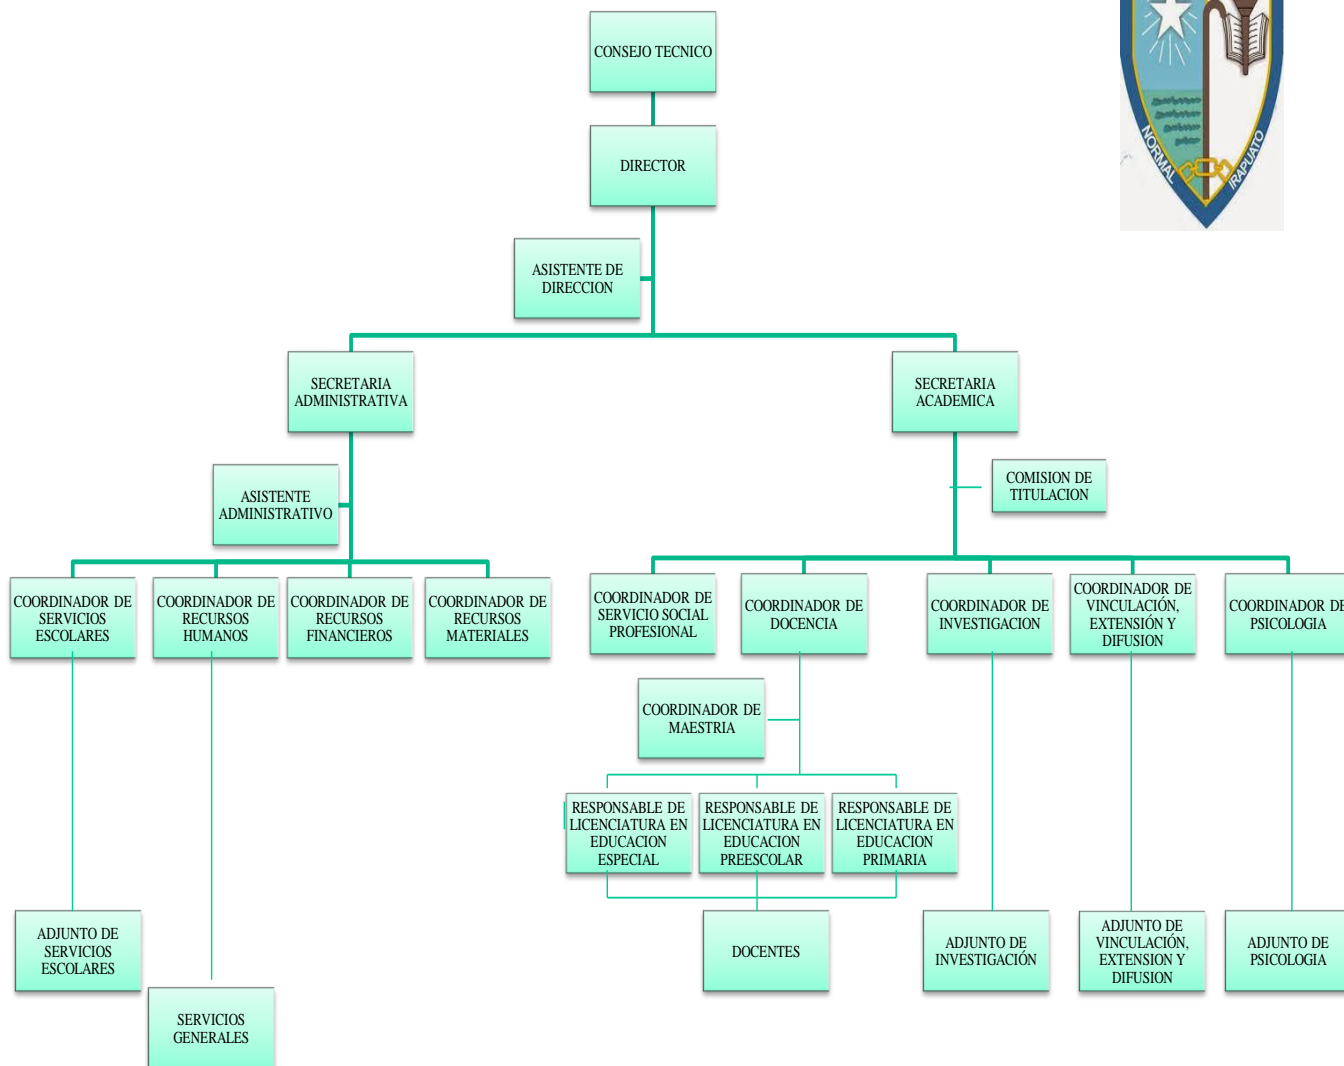 CONSEJO TECNICO
DIRECTOR
ASISTENTE DE
DIRECCION
SECRETARIA
ADMINISTRATIVA
SECRETARIA
ACADEMICA
ASISTENTE
ADMINISTRATIVO
COMISION DE
TITULACION
COORDINADOR DE
SERVICIOS
ESCOLARES
COORDINADOR DE
RECURSOS
HUMANOS
COORDINADOR DE
RECURSOS
FINANCIEROS
COORDINADOR DE
RECURSOS
MATERIALES
COORDINADOR DE
SERVICIO SOCIAL
PROFESIONAL
COORDINADOR DE
DOCENCIA
COORDINADOR DE
INVESTIGACION
COORDINADOR DE
VINCULACIÓN,
EXTENSIÓN Y
DIFUSION
COORDINADOR DE
PSICOLOGIA
COORDINADOR DE
MAESTRIA
RESPONSABLE DE
LICENCIATURA EN
EDUCACION
ESPECIAL
RESPONSABLE DE
LICENCIATURA EN
EDUCACION
PREESCOLAR
RESPONSABLE DE
LICENCIATURA EN
EDUCACION
PRIMARIA
ADJUNTO DE
SERVICIOS
ESCOLARES
DOCENTES
ADJUNTO DE
INVESTIGACIÓN
ADJUNTO DE
VINCULACIÓN,
EXTENSION Y
DIFUSION
ADJUNTO DE
PSICOLOGIA
SERVICIOS
GENERALES
NORMAL
IRAPUATO